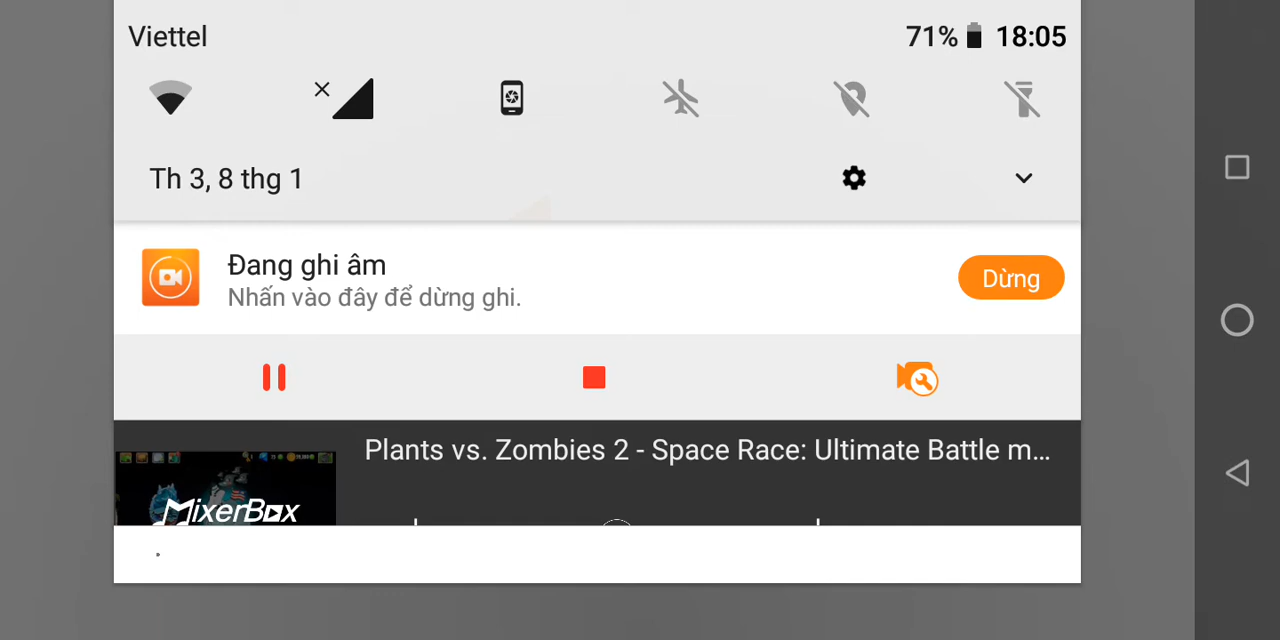 Viettel
71% 18:05
Th 3, 8 thg 1
Đang ghi âm
Nhấn vào đây để dừng ghi.
Dừng
Plants vs. Zombies 2 - Space Race: Ultimate Battle m...
MixerBox